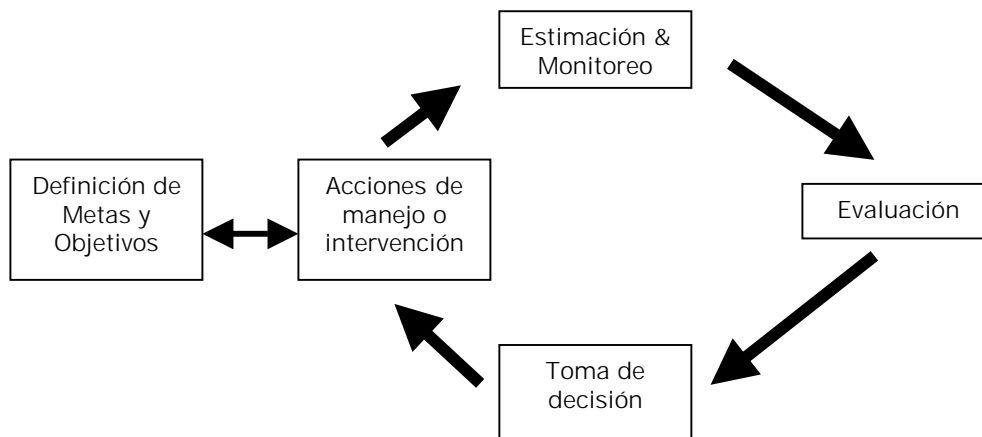 Estimación &
Monitoreo
Definición de
Metas y
Objetivos
Acciones de
manejo o
intervención
Evaluación
Toma de
decisión